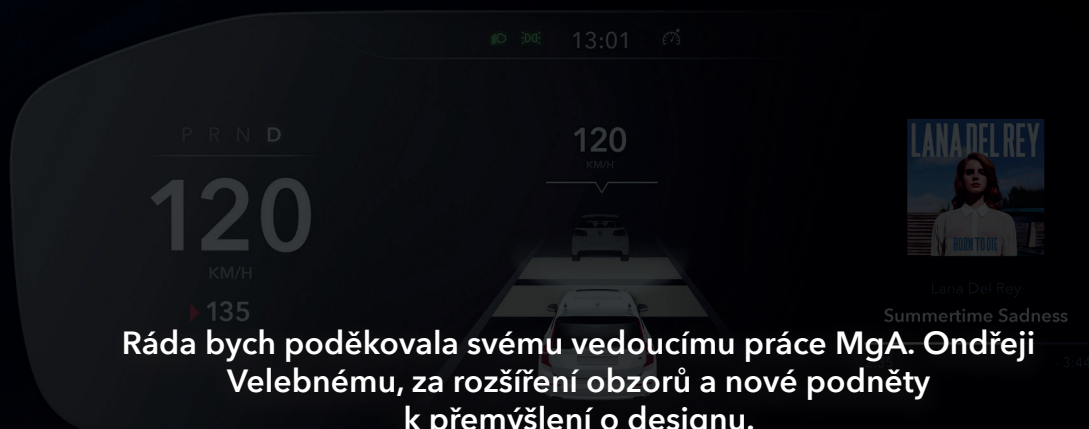 13:01
P R N D
120
KM/H
135
120
KM/H
LANA DEL REY
BORN TO DIE
Lana Del Rey
Summertime Sadness
Ráda bych poděkovala svému vedoucímu práce MgA. Ondřeji
Velebnému, za rozšíření obzorů a nové podněty
k přemýšlení o designu.